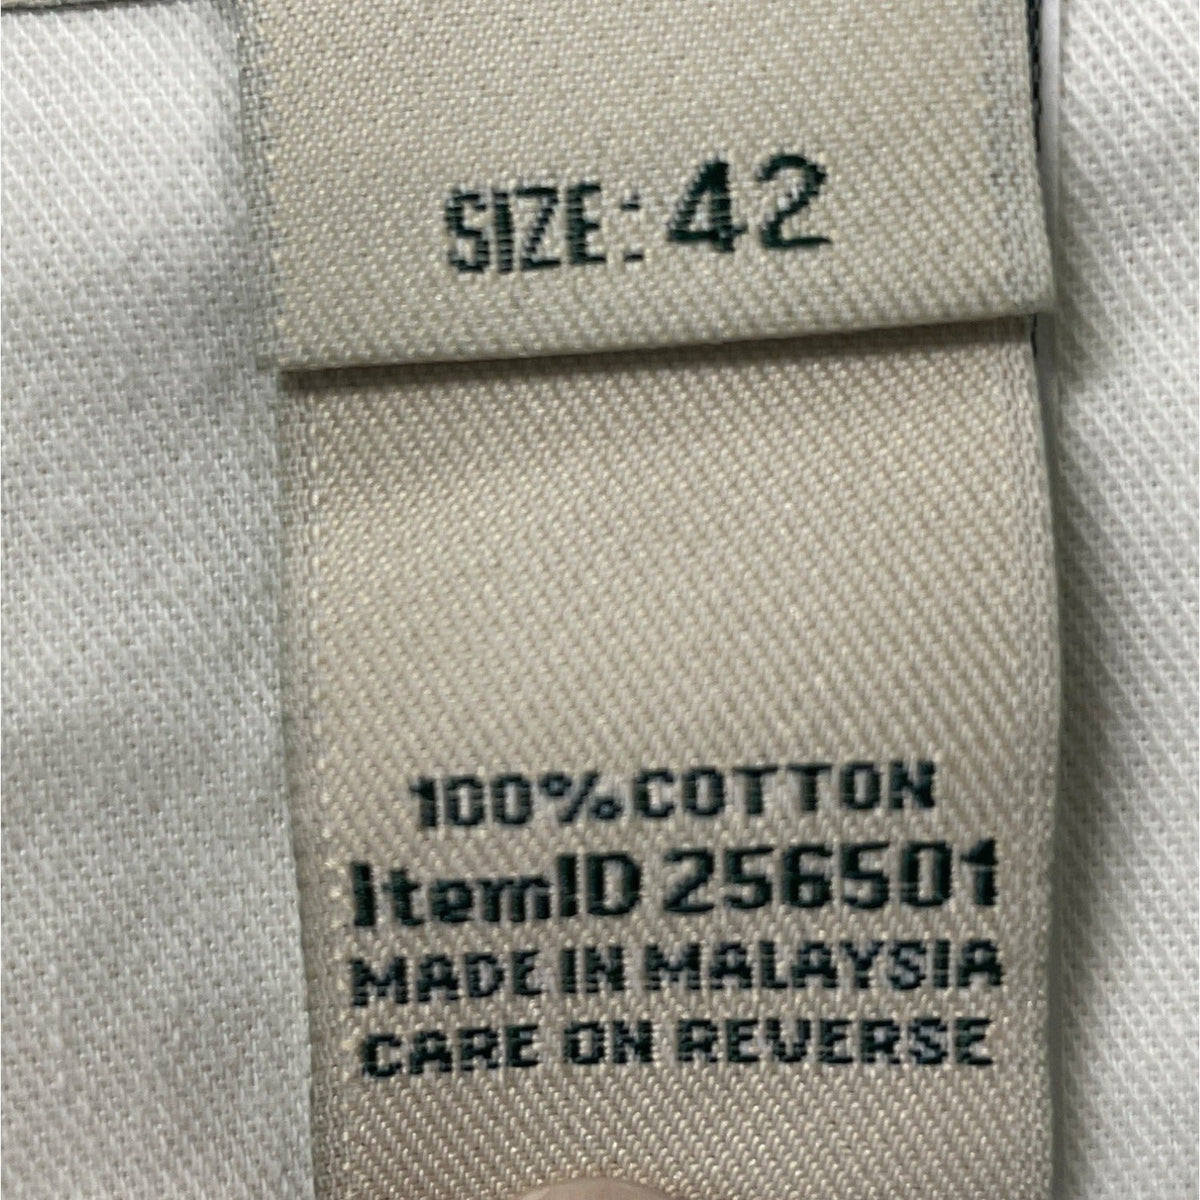 SIZE: 42
100% COTTON
ItemID 256501
MADE IN MALAYSIA
CARE ON REVERSE